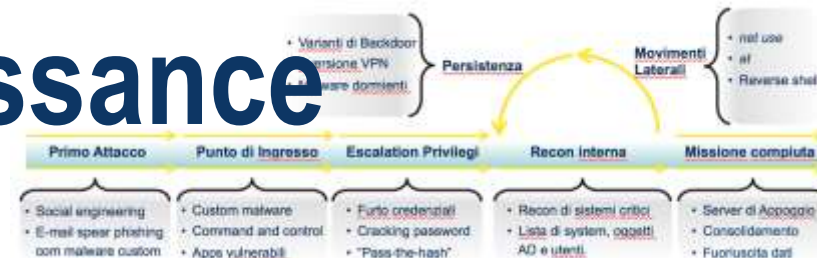 ssance
• Varianti di Backdoor
ersione VPN
ware dormienti
Persistenza
Movimenti
Laterali
• net use
• at
• Reverse shel
Primo Attacco
Punto di Ingresso
Escalation Privilegi
Recon interna
Missione compiuta
• Social engineering
• E-mail spear phishing
com malware custom
• Custom malware
• Command and control
• Apps vulnerabili
• Furto credenziali
• Cracking password
• "Pass-the-hash"
• Recon di sistemi critici
• Lista di system, oggetti
AD e utenti
• Server di Appoggio
• Consolidamento
• Fuoriuscita dati